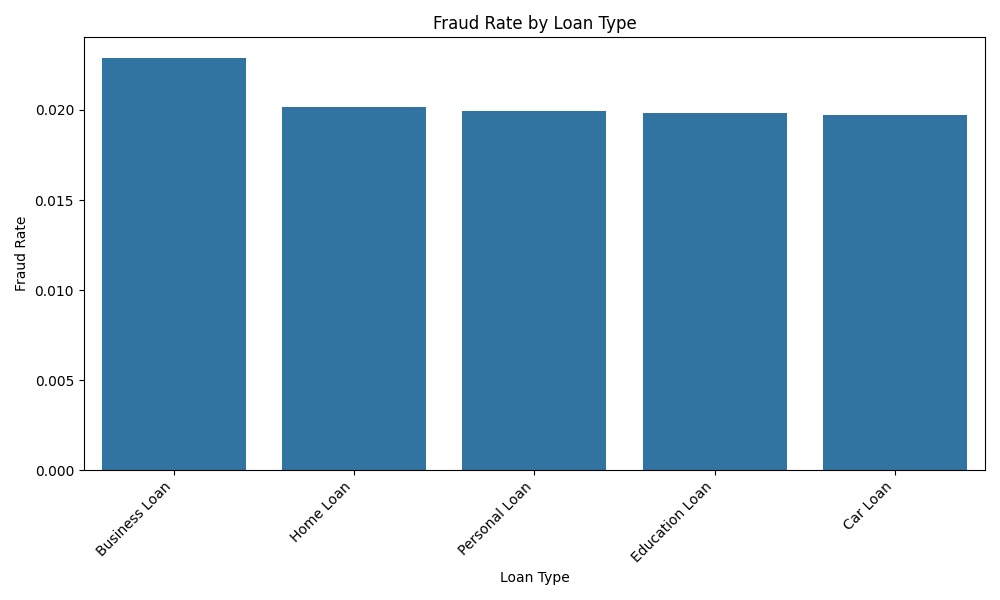 Fraud Rate by Loan Type
Fraud Rate
0.020
0.015
0.010
0.005
0.000
Business Loan
Home Loan
Personal Loan
Education Loan
Car Loan
Loan Type